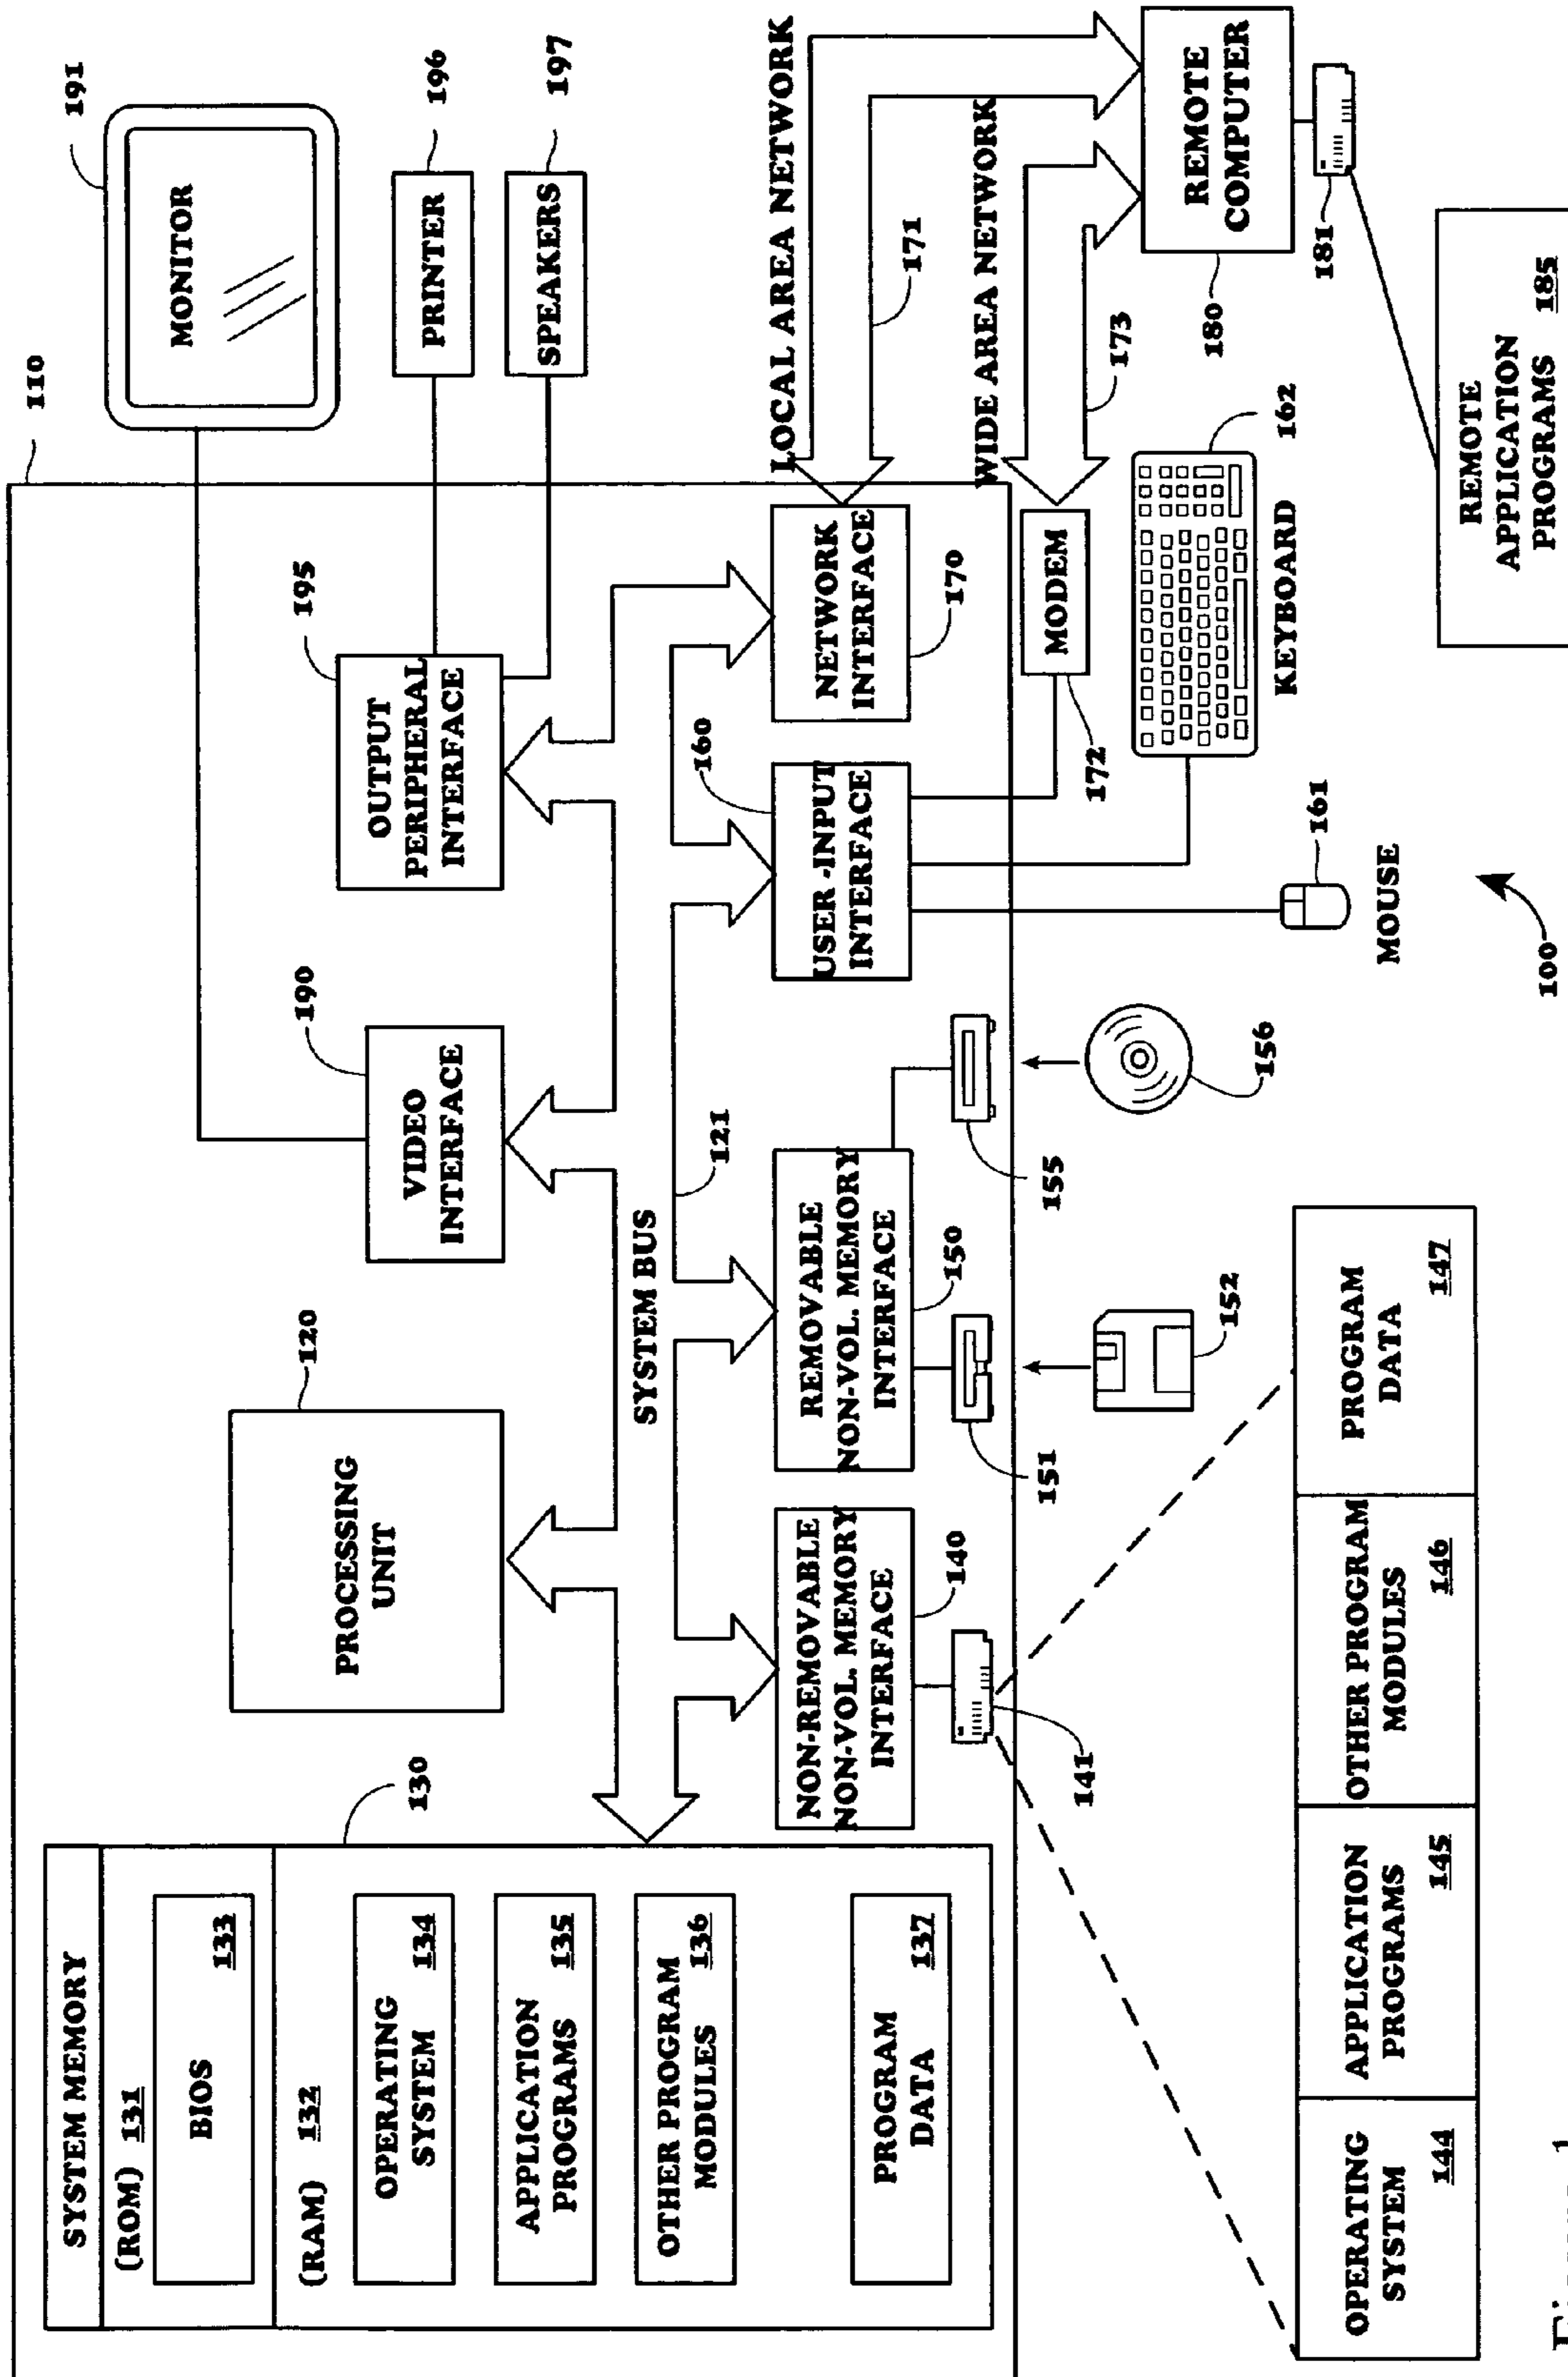 110
191
MONITOR
196
PRINTER
197
SPEAKERS
195
OUTPUT
PERIPHERAL
INTERFACE
190
VIDEO
INTERFACE
120
PROCESSING
UNIT
130
SYSTEM MEMORY
(ROM) 131
BIOS
133
(RAM) 132
OPERATING
SYSTEM 134
APPLICATION
PROGRAMS 135
OTHER PROGRAM
MODULES 136
PROGRAM
DATA 137
SYSTEM BUS
121
NON-REMOVABLE
NON-VOL. MEMORY
INTERFACE
140
141
REMOVABLE
NON-VOL. MEMORY
INTERFACE
150
151
152
155
156
160
USER-INPUT
INTERFACE
NETWORK
INTERFACE
170
LOCAL AREA NETWORK
171
WIDE AREA NETWORK
173
MODEM
172
162
KEYBOARD
161
MOUSE
REMOTE
COMPUTER
180
181
REMOTE
APPLICATION
PROGRAMS 185
OPERATING
SYSTEM 144
APPLICATION
PROGRAMS 145
OTHER PROGRAM
MODULES 146
PROGRAM
DATA 147
100